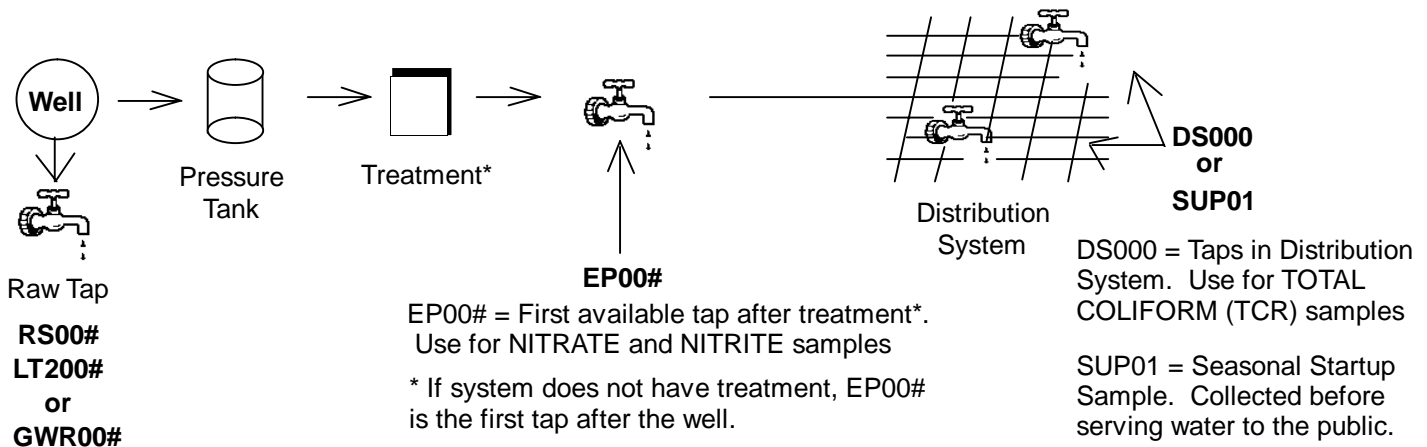 Well
Pressure
Tank
Treatment*
Raw Tap
RS00#
LT200#
or
GWR00#
EP00#
EP00# = First available tap after treatment*.
Use for NITRATE and NITRITE samples
* If system does not have treatment, EP00#
is the first tap after the well.
Distribution
System
DS000
or
SUP01
DS000 = Taps in Distribution
System. Use for TOTAL
COLIFORM (TCR) samples
SUP01 = Seasonal Startup
Sample. Collected before
serving water to the public.